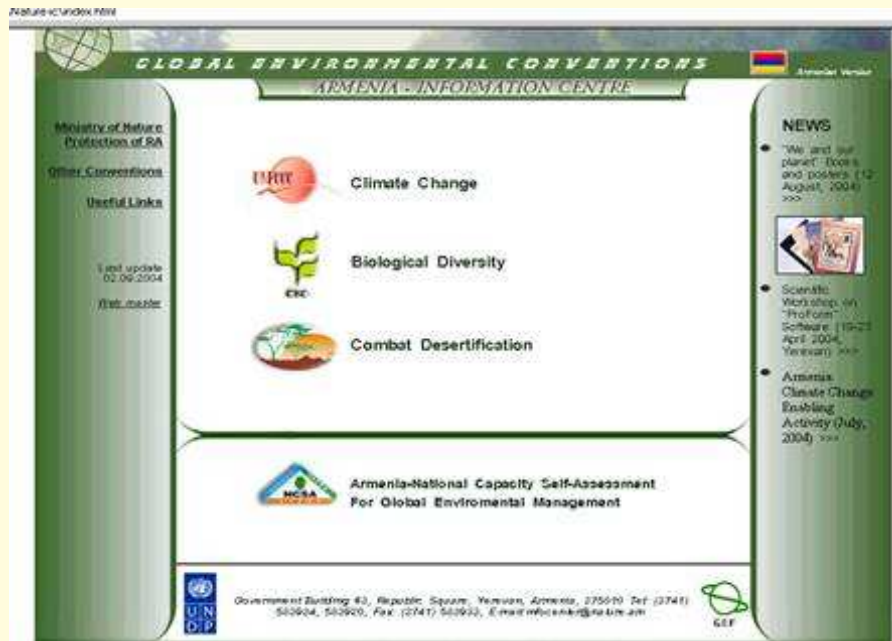 GLOBAL ENVIRONMENTAL CONVENTIONS
Armenian Version
ARMENIA - INFORMATION CENTRE
Ministry of Nature
Protection of RA
Other Conventions
Useful Links
Last update
02.09.2004
Web master
Climate Change
Biological Diversity
CBD
Combat Desertification
NCSA
Armenia-National Capacity Self-Assessment
For Global Enviromental Management
NEWS
"We and our
planet" Books
and posters (12
August, 2004)
>>>
Scientific
Workshop on
"ProForm"
Software (19-23
April 2004,
Yerevan) >>>
Armenia
Climate Change
Enabling
Activity (July,
2004) >>>
UN
DP
Government Building #3, Republic Square, Yerevan, Armenia, 375010 Tel: (3741)
583934, 583920, Fax: (3741) 583933, E-mail:
GEF